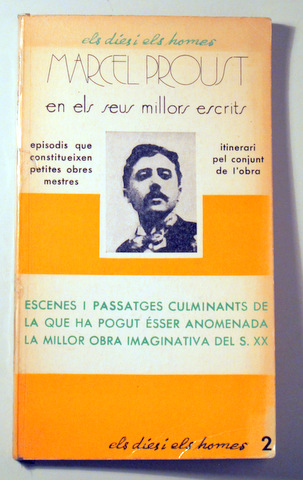 els dies i els homes
MARCEL PROUST
en els seus millors escrits
episodis que
constitueixen
petites obres
mestres
itinerari
pel conjunt
de l'obra
ESCENES I PASSATGES CULMINANTS DE
LA QUE HA POGUT ÉSSER ANOMENADA
LA MILLOR OBRA IMAGINATIVA DEL S. XX
els dies i els homes 2